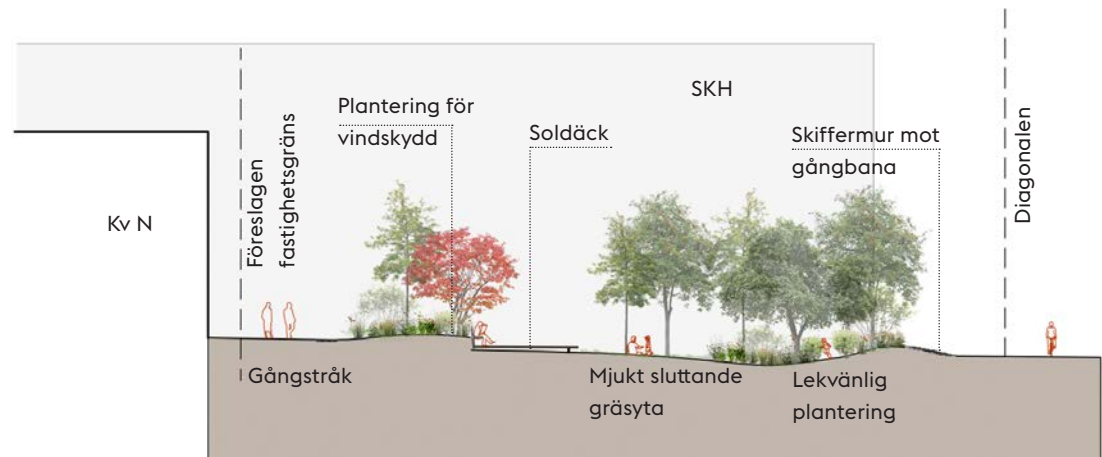 SKH
Plantering för
vindskydd
Soldäck
Skiffermur mot
gångbana
Kv N
Föreslagen
fastighetsgräns
Diagonalen
Gångstråk
Mjukt sluttande
gräsyta
Lekvänlig
plantering